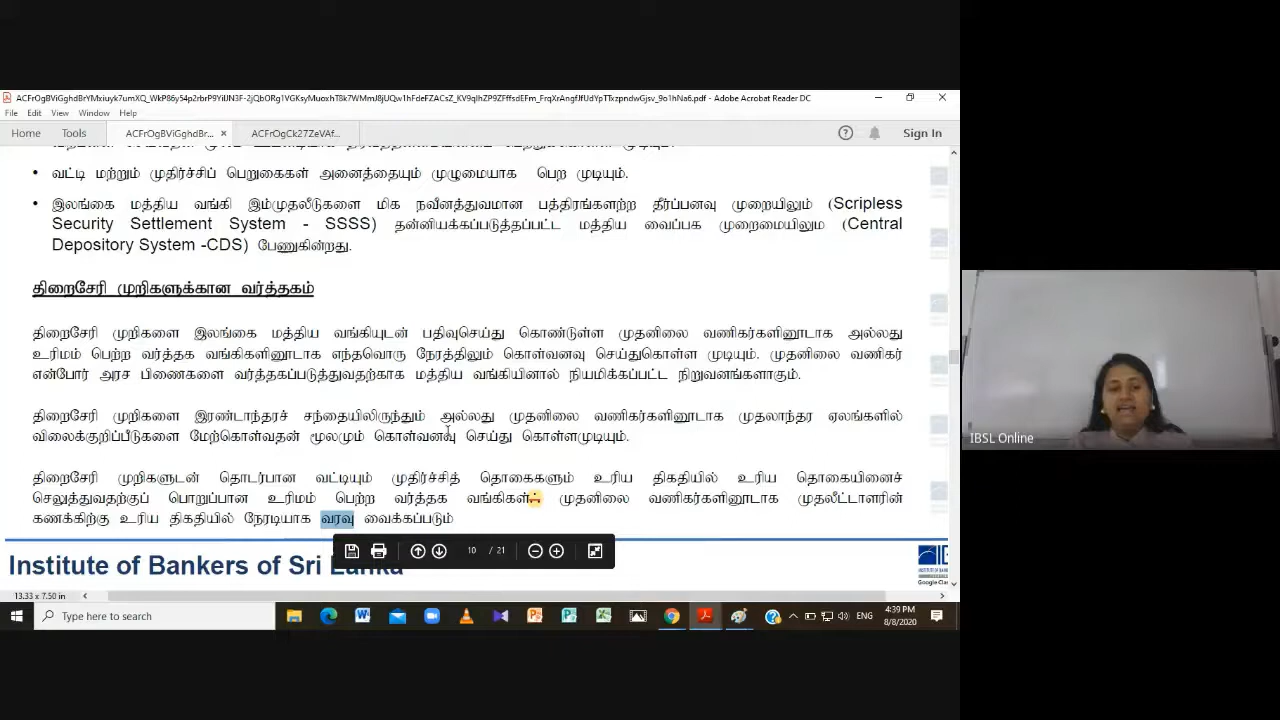 ACFrOgBViGghdBrYMxiuyk7umXQ_WkP86y54p2rbrP9YiIJN3F-2jQbORg1VGKsyMuoxhT8k7WMmJ8jUQw1hFdeFZACsZ_KV9qlhZP9ZFffsdEFm_FrqXrAngfJfUdYpTTxzpndwGjsv_9o1hNa6.pdf - Adobe Acrobat Reader DC
File Edit View Window Help
Home Tools ACFrOgBViGghdBr... × ACFrOgCk27ZeVAf... Sign In
• வட்டி மற்றும் முதிர்ச்சிப் பெறுகைகள் அனைத்தையும் முழுமையாக பெற முடியும்.
• இலங்கை மத்திய வங்கி இம்முதலீடுகளை மிக நவீனத்துவமான பத்திரங்களற்ற தீர்ப்பனவு முறையிலும் (Scripless
Security Settlement System - SSSS) தன்னியக்கப்படுத்தப்பட்ட மத்திய வைப்பக முறைமையிலும (Central
Depository System -CDS) பேணுகின்றது.
திறைசேரி முறிகளுக்கான வர்த்தகம்
திறைசேரி முறிகளை இலங்கை மத்திய வங்கியுடன் பதிவுசெய்து கொண்டுள்ள முதனிலை வணிகர்களினூடாக அல்லது
உரிமம் பெற்ற வர்த்தக வங்கிகளினூடாக எந்தவொரு நேரத்திலும் கொள்வனவு செய்துகொள்ள முடியும். முதனிலை வணிகர்
என்போர் அரச பிணைகளை வர்த்தகப்படுத்துவதற்காக மத்திய வங்கியினால் நியமிக்கப்பட்ட நிறுவனங்களாகும்.
திறைசேரி முறிகளை இரண்டாந்தரச் சந்தையிலிருந்தும் அல்லது முதனிலை வணிகர்களினூடாக முதலாந்தர ஏலங்களில்
விலைக்குறிப்பீடுகளை மேற்கொள்வதன் மூலமும் கொள்வனவு செய்து கொள்ளமுடியும்.
திறைசேரி முறிகளுடன் தொடர்பான வட்டியும் முதிர்ச்சித் தொகைகளும் உரிய திகதியில் உரிய தொகையினைச்
செலுத்துவதற்குப் பொறுப்பான உரிமம் பெற்ற வர்த்தக முதனிலை வணிகர்களினூடாக முதலீட்டாளரின்
கணக்கிற்கு உரிய திகதியில் நேரடியாக வரவு வைக்கப்படும்
10 / 21
Institute of Bankers of Sri Lanka
Google Clas
13.33 x 7.50 in
Type here to search
ENG
4:39 PM
8/8/2020
IBSL Online